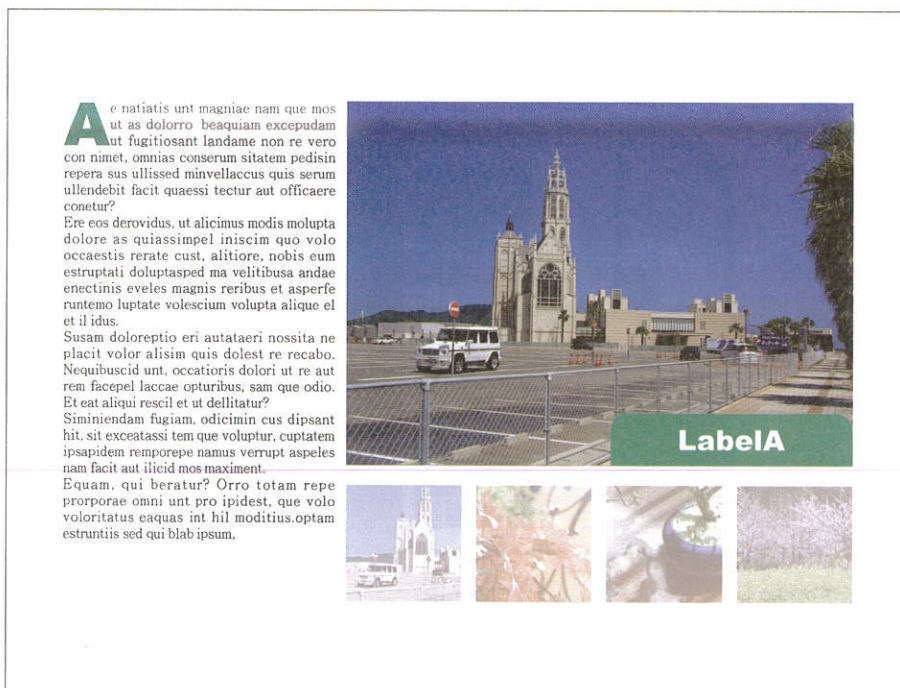 Ae natiatis unt magniae nam que mos
ut as dolorro beaquiam excepudam
ut fugitiosant landame non re vero
con nimet, omnias conserum sitatem pedisin
repera sus ullissed minvellaccus quis serum
ullendebit facit quaessi tectur aut officaere
conetur?
Ere eos derovidus, ut alicimus modis molupta
dolore as quiassimpel iniscim quo volo
occaestis rerate cust, alitiore, nobis eum
estruptati doluptasped ma velitibusa andae
enectinis eveles magnis reribus et asperfe
runtemo luptate volescium volupta alique el
et il idus.
Susam doloreptio eri autataeri nossita ne
placit volor alisim quis dolest re recabo.
Nequibuscid unt, occatioris dolori ut re aut
rem facepel laccae opturibus, sam que odio.
Et eat aliqui rescil et ut dellitatur?
Siminiendam fugiam, odicimin cus dipsant
hit, sit exceatassi tem que voluptur, cuptatem
ipsapidem remporepe namus verrupt aspeles
nam facit aut ilicid mos maximent.
Equam, qui beratur? Orro totam repe
prorporae omni unt pro ipidest, que volo
voloritatus eaquas int hil moditius.optam
estruntiis sed qui blab ipsum,
LabelA